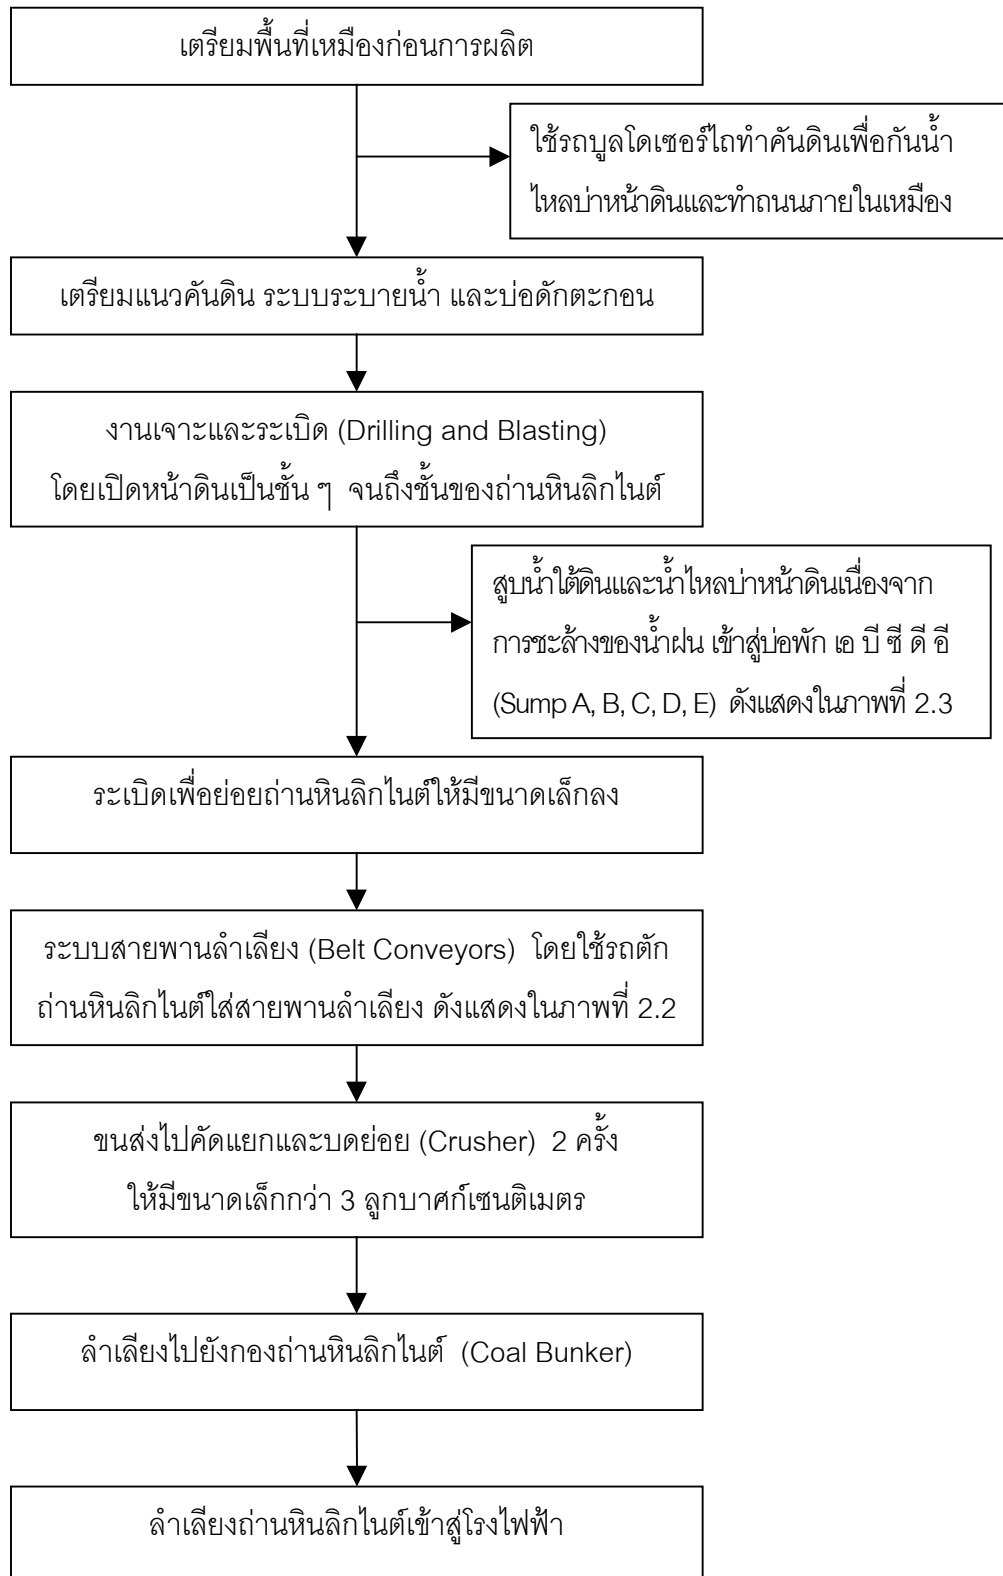 เตรียมพื้นที่เหมืองก่อนการผลิต
ใช้รถบูลโดเซอร์ไถทำคันดินเพื่อกันน้ำ
ไหลบ่าหน้าดินและทำถนนภายในเหมือง
เตรียมแนวคันดิน ระบบระบายน้ำ และบ่อดักตะกอน
งานเจาะและระเบิด (Drilling and Blasting)
โดยเปิดหน้าดินเป็นชั้น ๆ จนถึงชั้นของถ่านหินลิกไนต์
สูบน้ำใต้ดินและน้ำไหลบ่าหน้าดินเนื่องจาก
การชะล้างของน้ำฝน เข้าสู่บ่อพัก เอ บี ซี ดี อี
(Sump A, B, C, D, E) ดังแสดงในภาพที่ 2.3
ระเบิดเพื่อย่อยถ่านหินลิกไนต์ให้มีขนาดเล็กลง
ระบบสายพานลำเลียง (Belt Conveyors) โดยใช้รถตัก
ถ่านหินลิกไนต์ใส่สายพานลำเลียง ดังแสดงในภาพที่ 2.2
ขนส่งไปคัดแยกและบดย่อย (Crusher) 2 ครั้ง
ให้มีขนาดเล็กกว่า 3 ลูกบาศก์เซนติเมตร
ลำเลียงไปยังกองถ่านหินลิกไนต์ (Coal Bunker)
ลำเลียงถ่านหินลิกไนต์เข้าสู่โรงไฟฟ้า